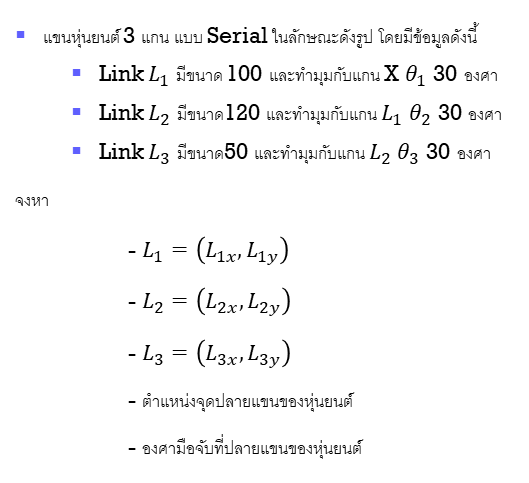 ▪ แขนหุ่นยนต์ 3 แกน แบบ Serial ในลักษณะดังรูป โดยมีข้อมูลดังนี้
▪ Link L₁ มีขนาด 100 และทำมุมกับแกน X θ₁ 30 องศา
▪ Link L₂ มีขนาด120 และทำมุมกับแกน L₁ θ₂ 30 องศา
▪ Link L₃ มีขนาด50 และทำมุมกับแกน L₂ θ₃ 30 องศา
จงหา
- L₁ = (L₁ₓ, L₁y)
- L₂ = (L₂ₓ, L₂y)
- L₃ = (L₃ₓ, L₃y)
- ตำแหน่งจุดปลายแขนของหุ่นยนต์
- องศามือจับที่ปลายแขนของหุ่นยนต์